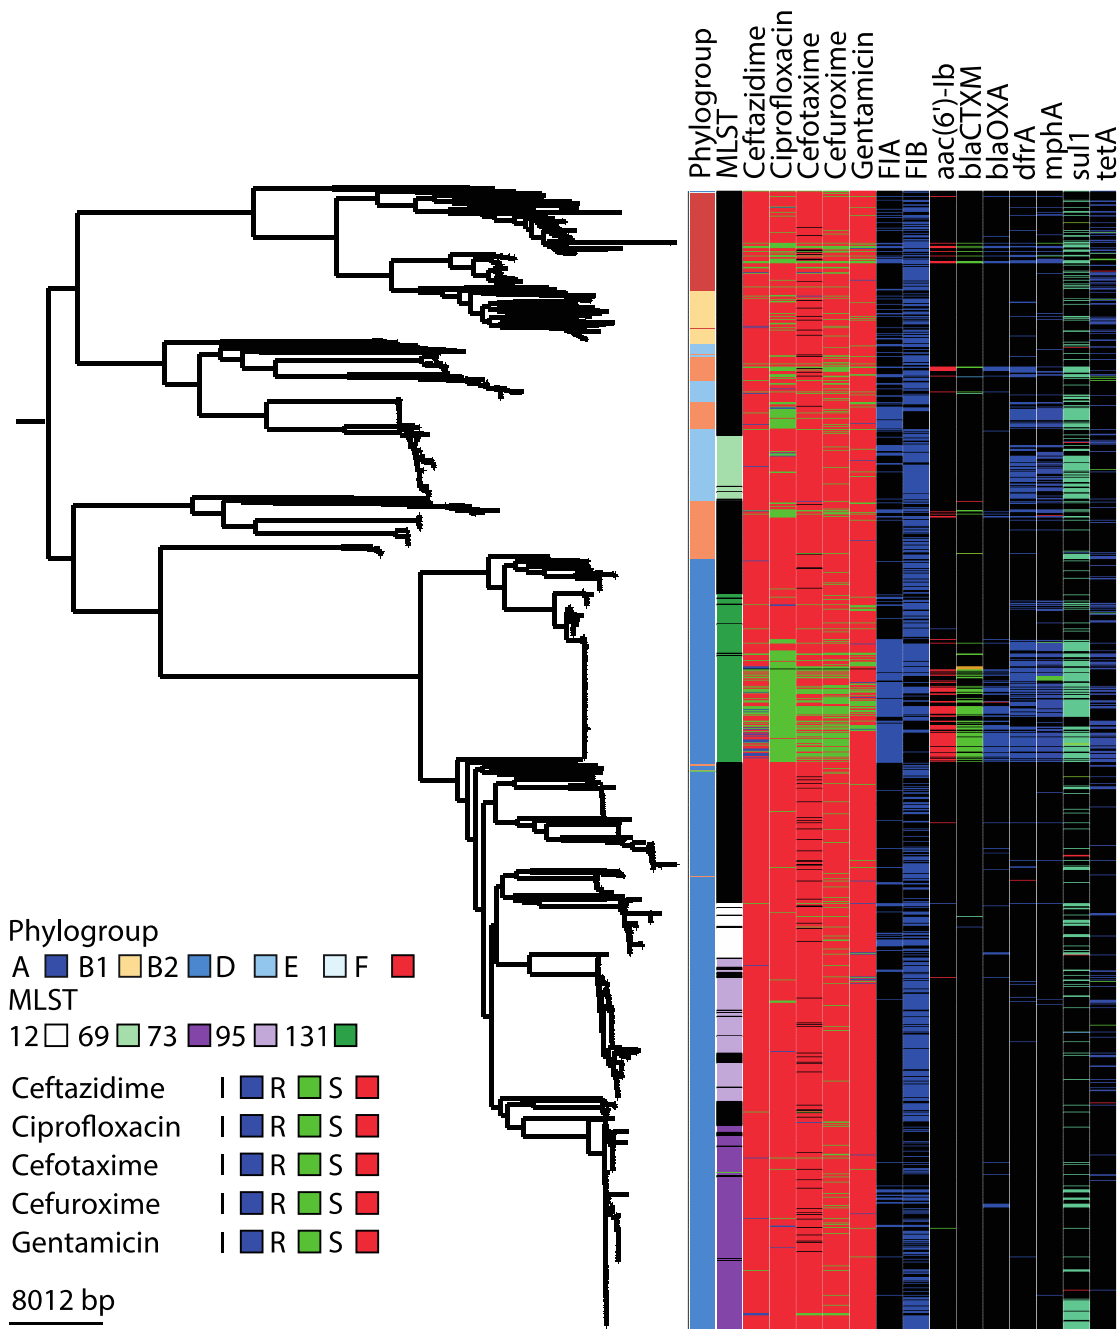 Phylogroup
MLST
Ceftazidime
Ciprofloxacin
Cefotaxime
Cefuroxime
Gentamicin
FIA
FIB
aac(6')-Ib
blaCTXM
blaOXA
dfrA
mphA
sul1
tetA
Phylogroup
A B1 B2 D E F
MLST
12 69 73 95 131
Ceftazidime I R S
Ciprofloxacin I R S
Cefotaxime I R S
Cefuroxime I R S
Gentamicin I R S
8012 bp